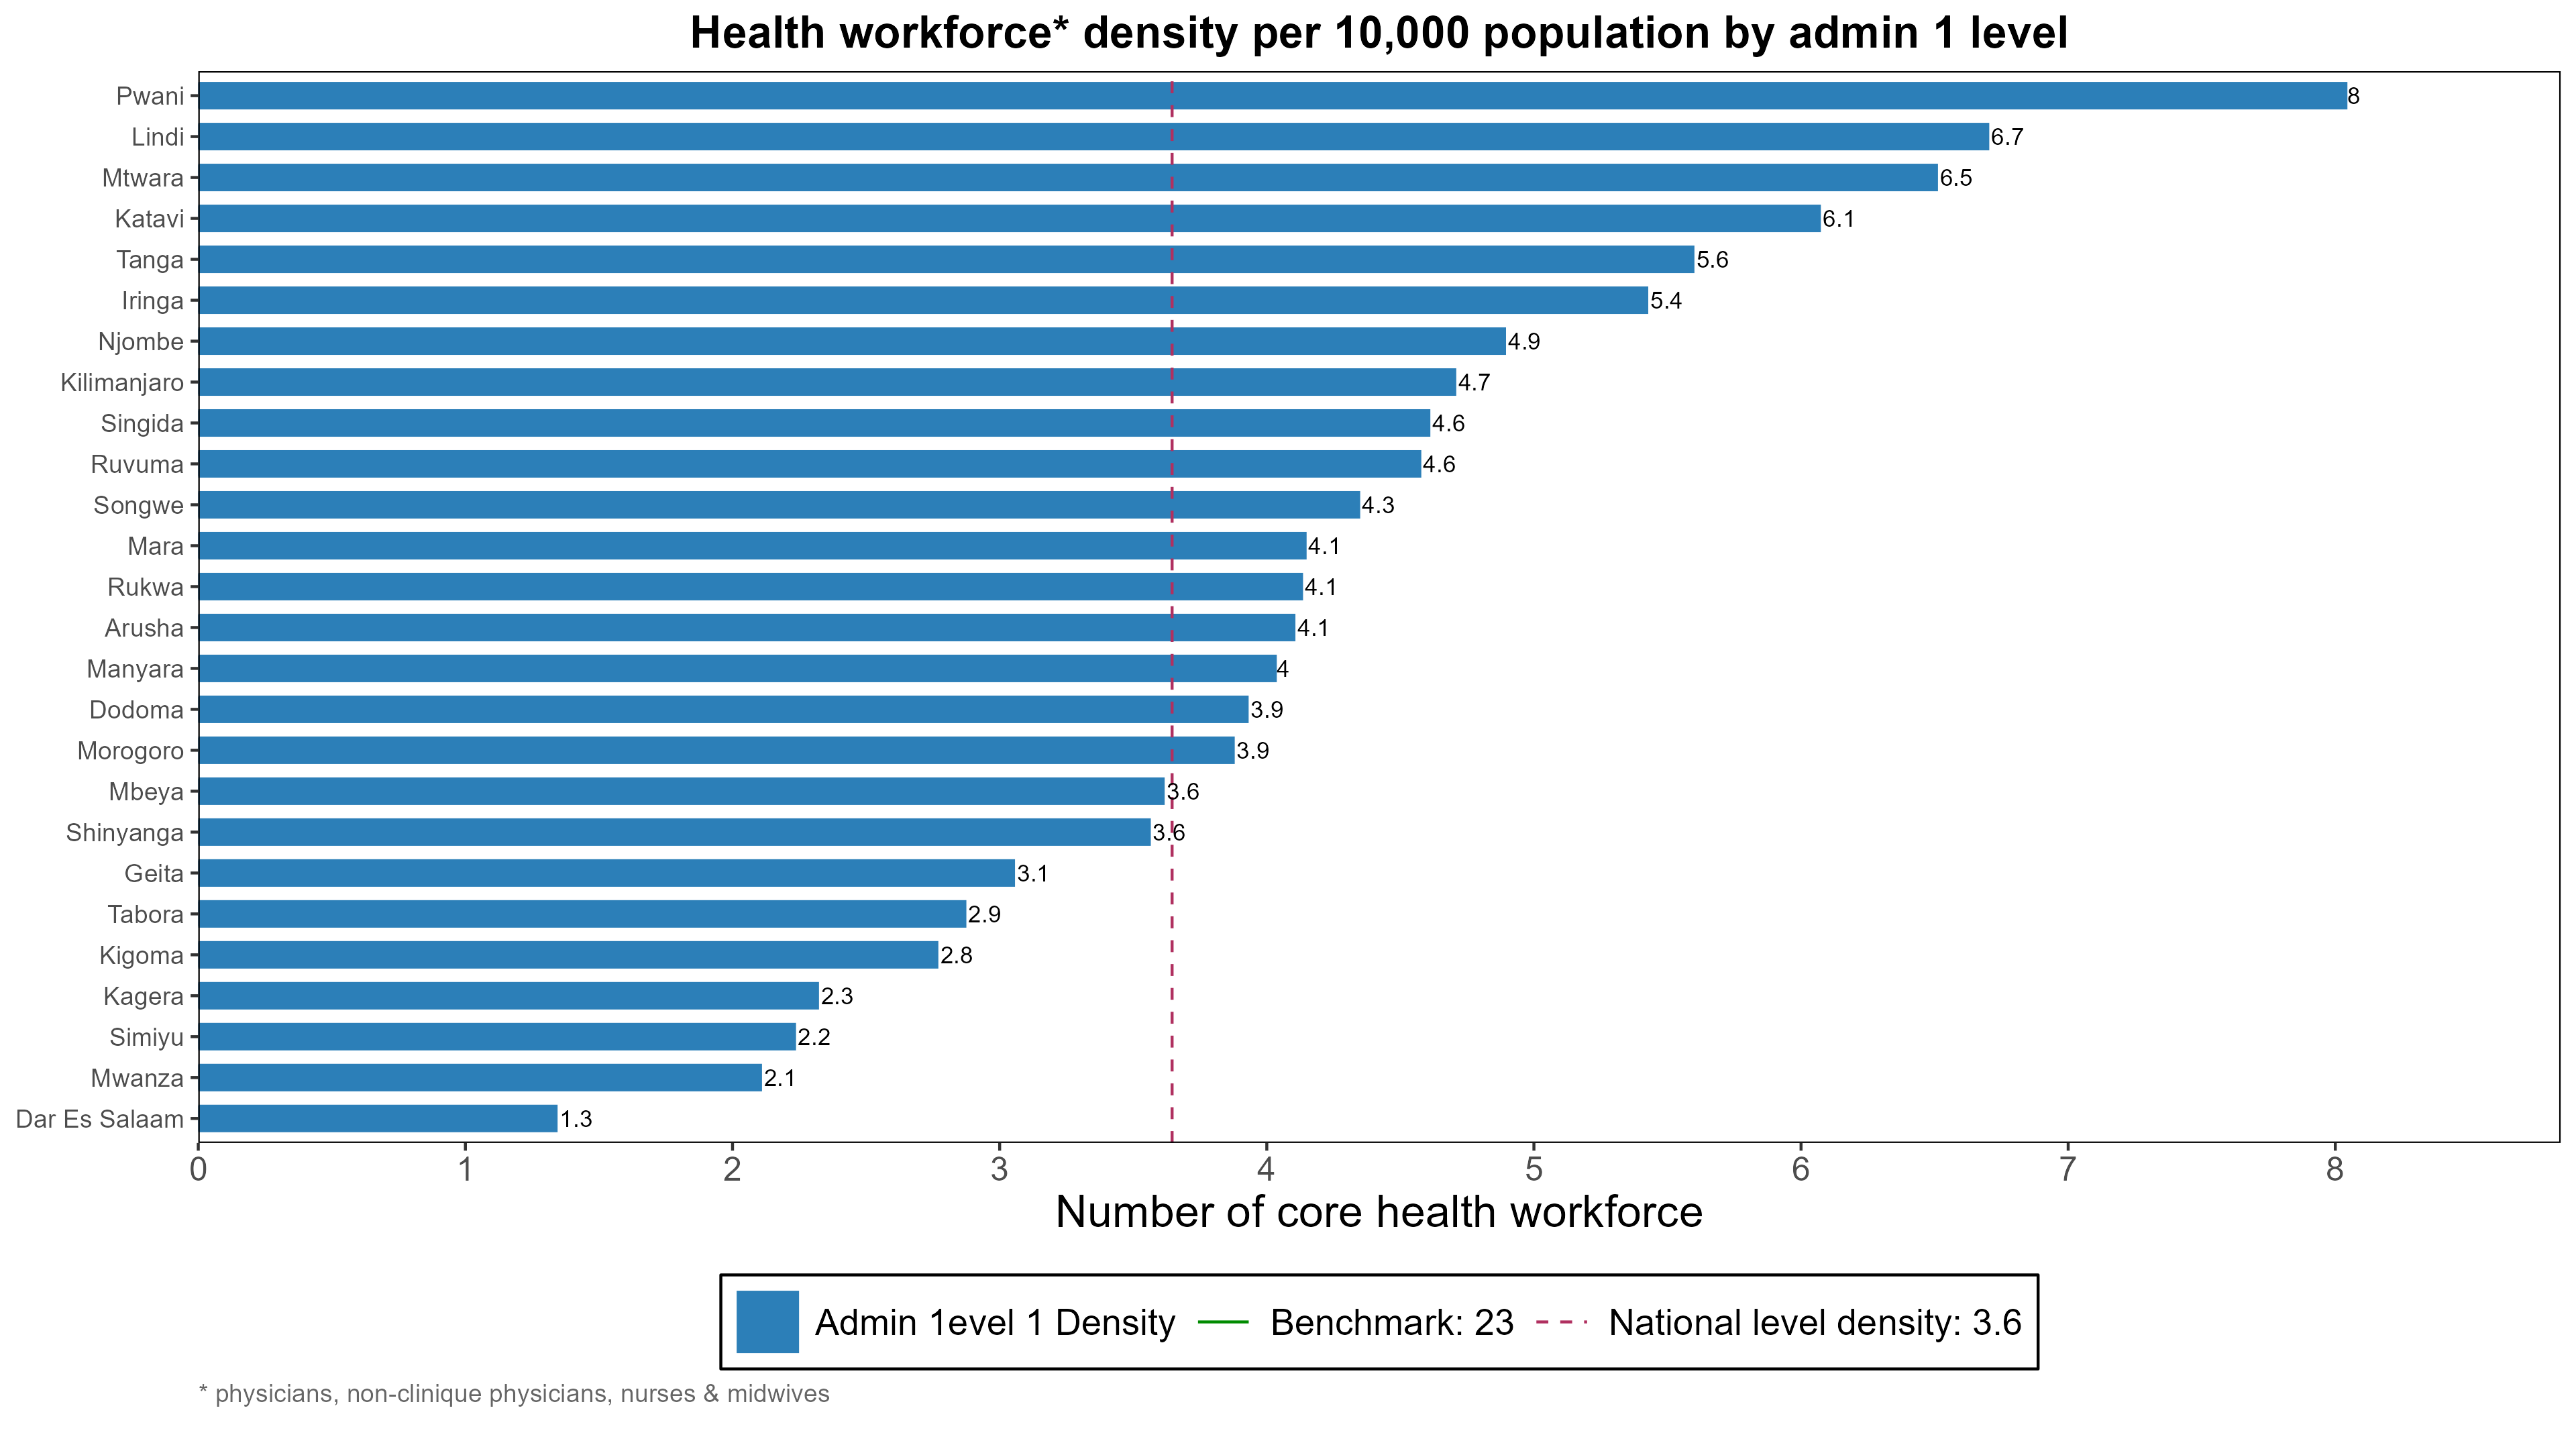 Health workforce* density per 10,000 population by admin 1 level
Pwani 8
Lindi 6.7
Mtwara 6.5
Katavi 6.1
Tanga 5.6
Iringa 5.4
Njombe 4.9
Kilimanjaro 4.7
Singida 4.6
Ruvuma 4.6
Songwe 4.3
Mara 4.1
Rukwa 4.1
Arusha 4.1
Manyara 4
Dodoma 3.9
Morogoro 3.9
Mbeya 3.6
Shinyanga 3.6
Geita 3.1
Tabora 2.9
Kigoma 2.8
Kagera 2.3
Simiyu 2.2
Mwanza 2.1
Dar Es Salaam 1.3
0 1 2 3 4 5 6 7 8
Number of core health workforce
Admin 1evel 1 Density Benchmark: 23 National level density: 3.6
* physicians, non-clinique physicians, nurses & midwives